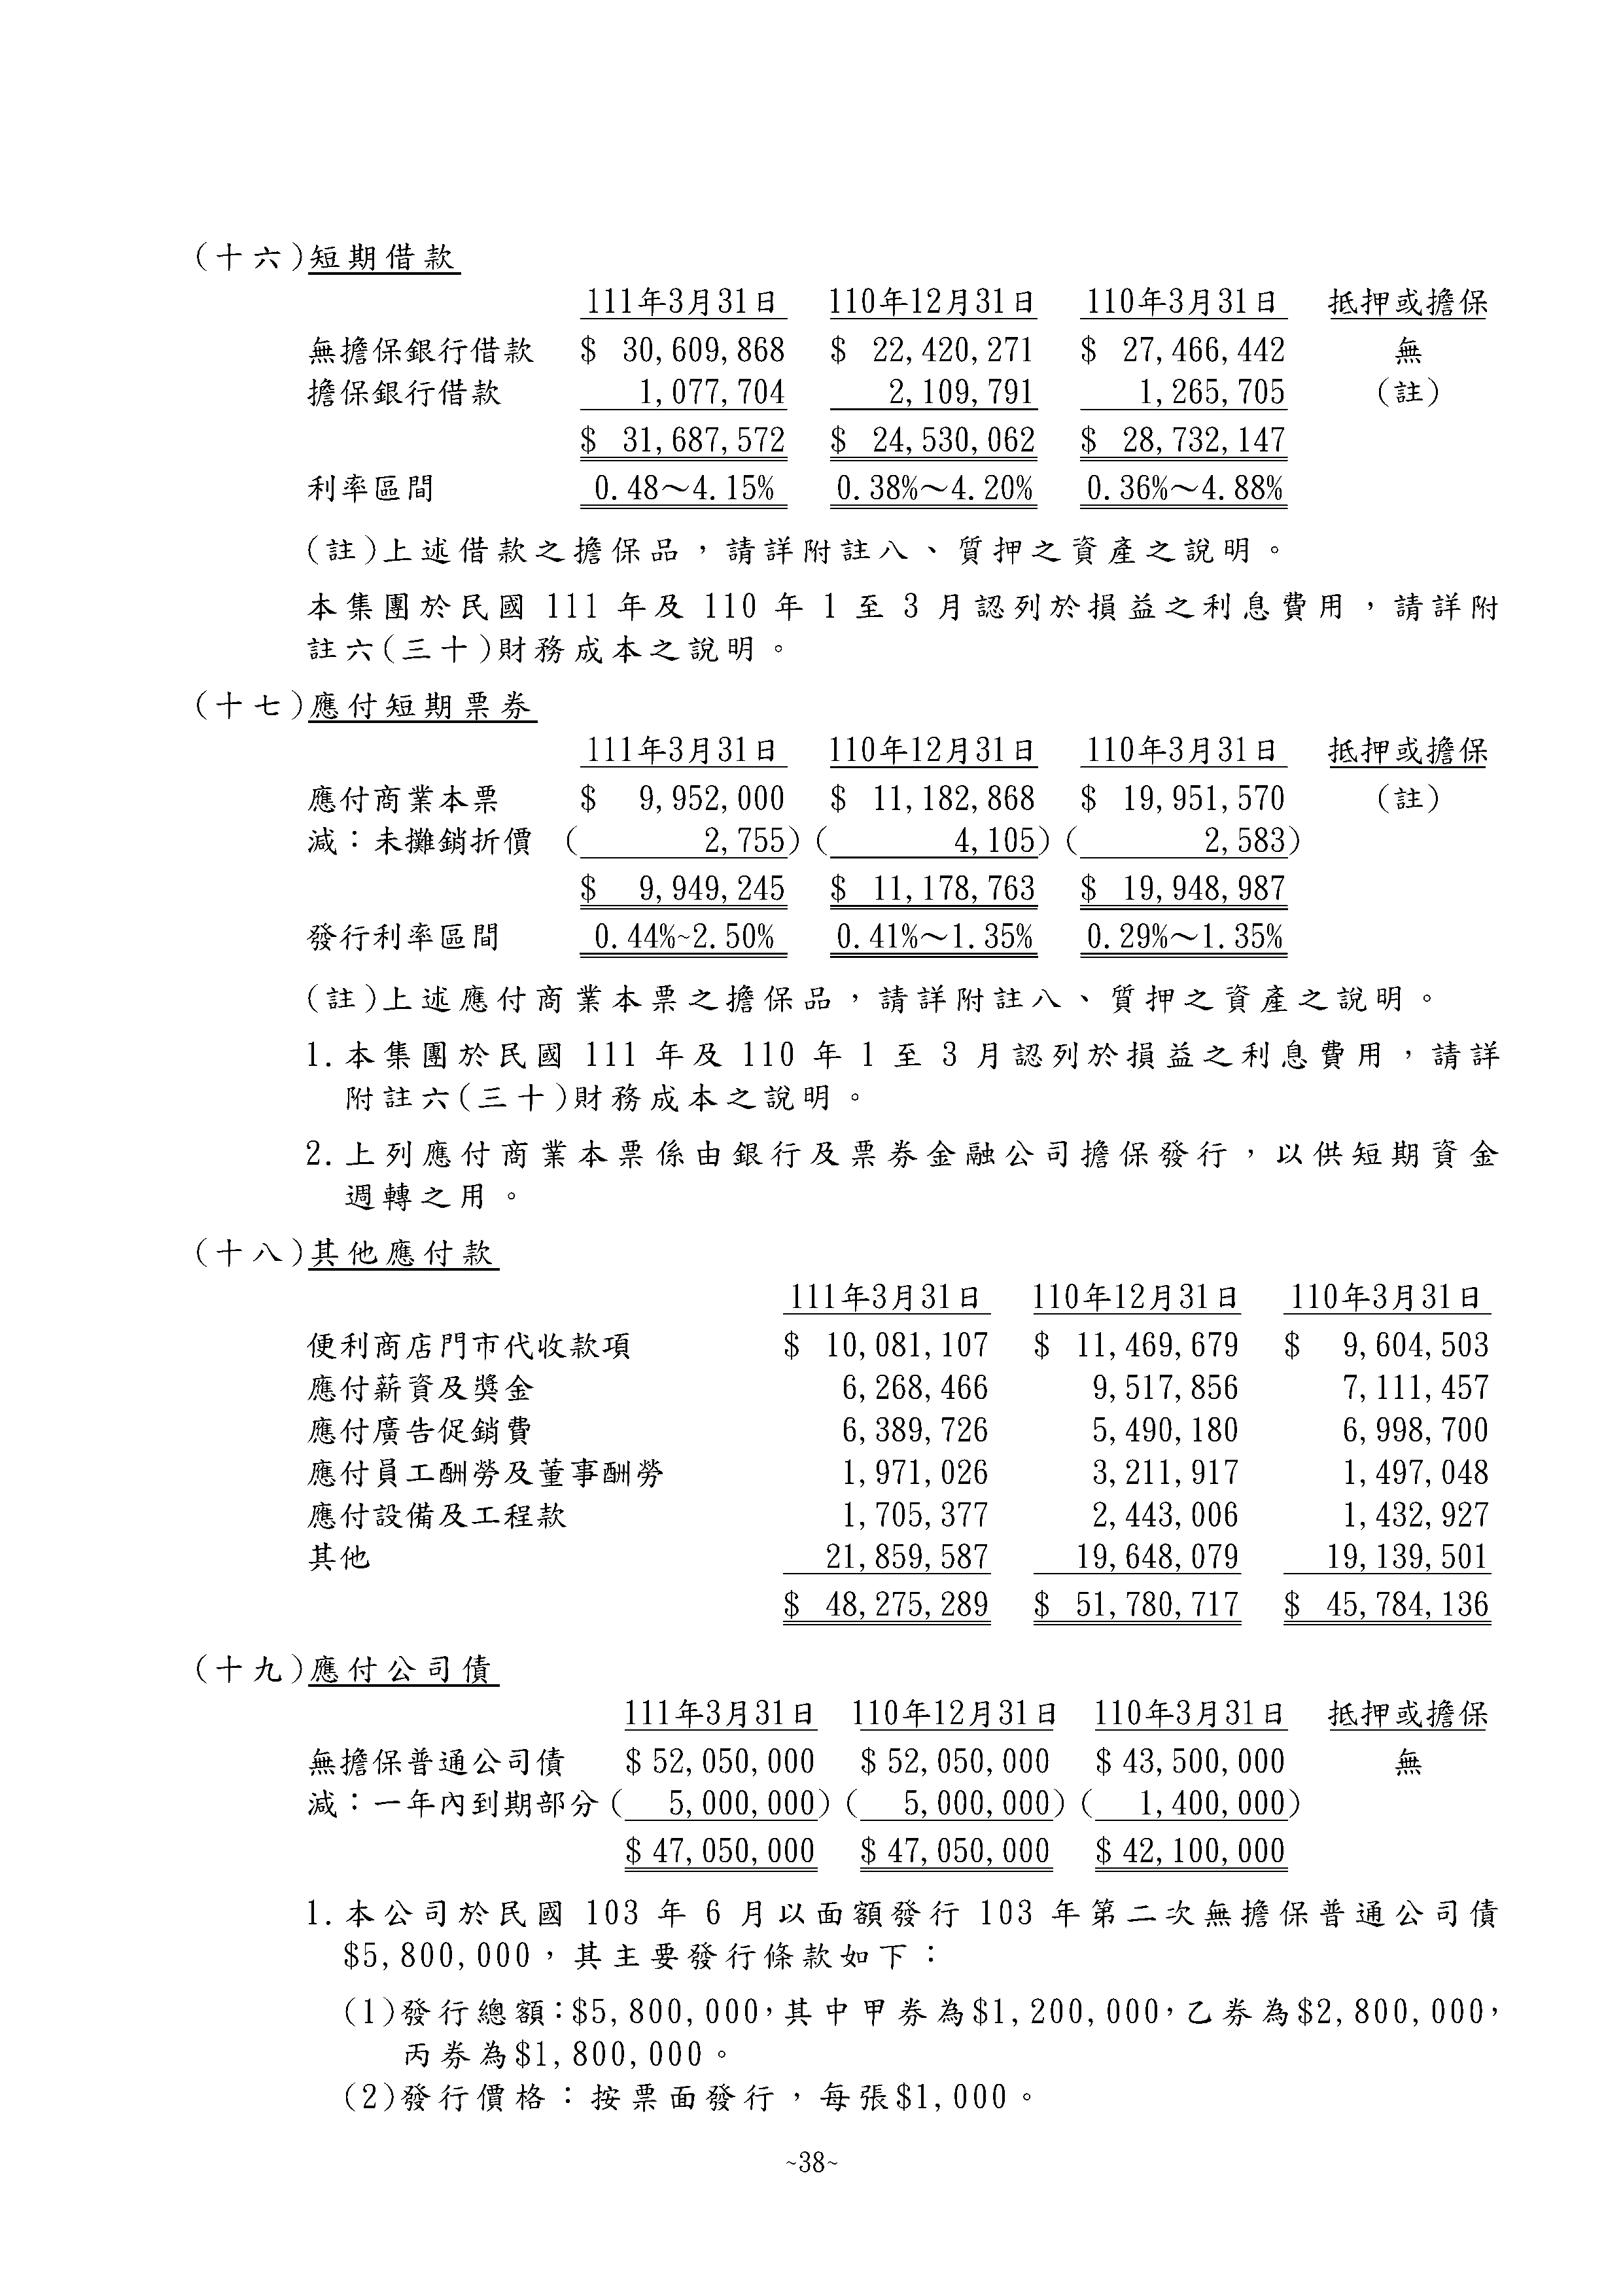 (十六)短期借款
111年3月31日 110年12月31日 110年3月31日 抵押或擔保
無擔保銀行借款 $ 30,609,868 $ 22,420,271 $ 27,466,442 無
擔保銀行借款 1,077,704 2,109,791 1,265,705 (註)
$ 31,687,572 $ 24,530,062 $ 28,732,147
利率區間 0.48～4.15% 0.38%～4.20% 0.36%～4.88%
(註)上述借款之擔保品，請詳附註八、質押之資產之說明。
本集團於民國 111 年及 110 年 1 至 3 月認列於損益之利息費用，請詳附
註六(三十)財務成本之說明。
(十七)應付短期票券
111年3月31日 110年12月31日 110年3月31日 抵押或擔保
應付商業本票 $ 9,952,000 $ 11,182,868 $ 19,951,570 (註)
減：未攤銷折價 ( 2,755) ( 4,105) ( 2,583)
$ 9,949,245 $ 11,178,763 $ 19,948,987
發行利率區間 0.44%~2.50% 0.41%～1.35% 0.29%～1.35%
(註)上述應付商業本票之擔保品，請詳附註八、質押之資產之說明。
1.本集團於民國 111 年及 110 年 1 至 3 月認列於損益之利息費用，請詳
附註六(三十)財務成本之說明。
2.上列應付商業本票係由銀行及票券金融公司擔保發行，以供短期資金
週轉之用。
(十八)其他應付款
111年3月31日 110年12月31日 110年3月31日
便利商店門市代收款項 $ 10,081,107 $ 11,469,679 $ 9,604,503
應付薪資及獎金 6,268,466 9,517,856 7,111,457
應付廣告促銷費 6,389,726 5,490,180 6,998,700
應付員工酬勞及董事酬勞 1,971,026 3,211,917 1,497,048
應付設備及工程款 1,705,377 2,443,006 1,432,927
其他 21,859,587 19,648,079 19,139,501
$ 48,275,289 $ 51,780,717 $ 45,784,136
(十九)應付公司債
111年3月31日 110年12月31日 110年3月31日 抵押或擔保
無擔保普通公司債 $ 52,050,000 $ 52,050,000 $ 43,500,000 無
減：一年內到期部分 ( 5,000,000) ( 5,000,000) ( 1,400,000)
$ 47,050,000 $ 47,050,000 $ 42,100,000
1.本公司於民國 103 年 6 月以面額發行 103 年第二次無擔保普通公司債
$5,800,000，其主要發行條款如下：
(1)發行總額：$5,800,000，其中甲券為$1,200,000，乙券為$2,800,000，
丙券為$1,800,000。
(2)發行價格：按票面發行，每張$1,000。
~38~